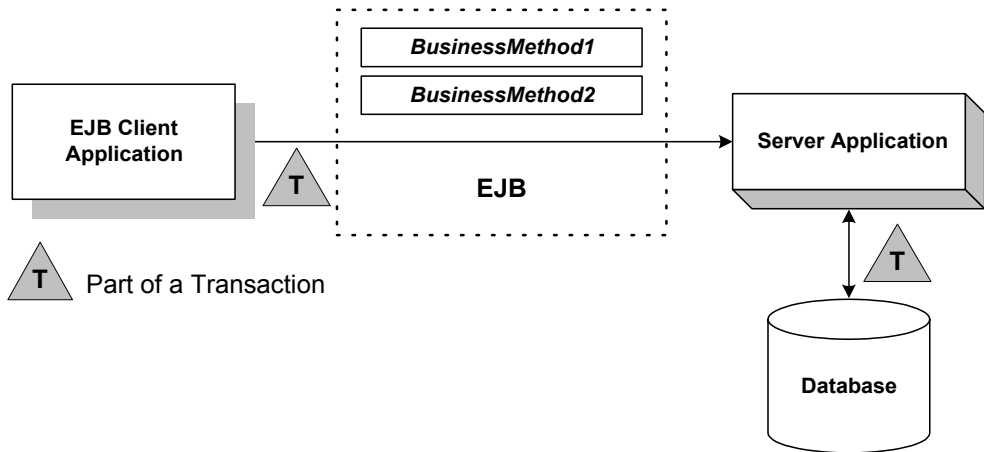 BusinessMethod1
BusinessMethod2
EJB Client
Application
Server Application
T
EJB
T
T
Part of a Transaction
Database